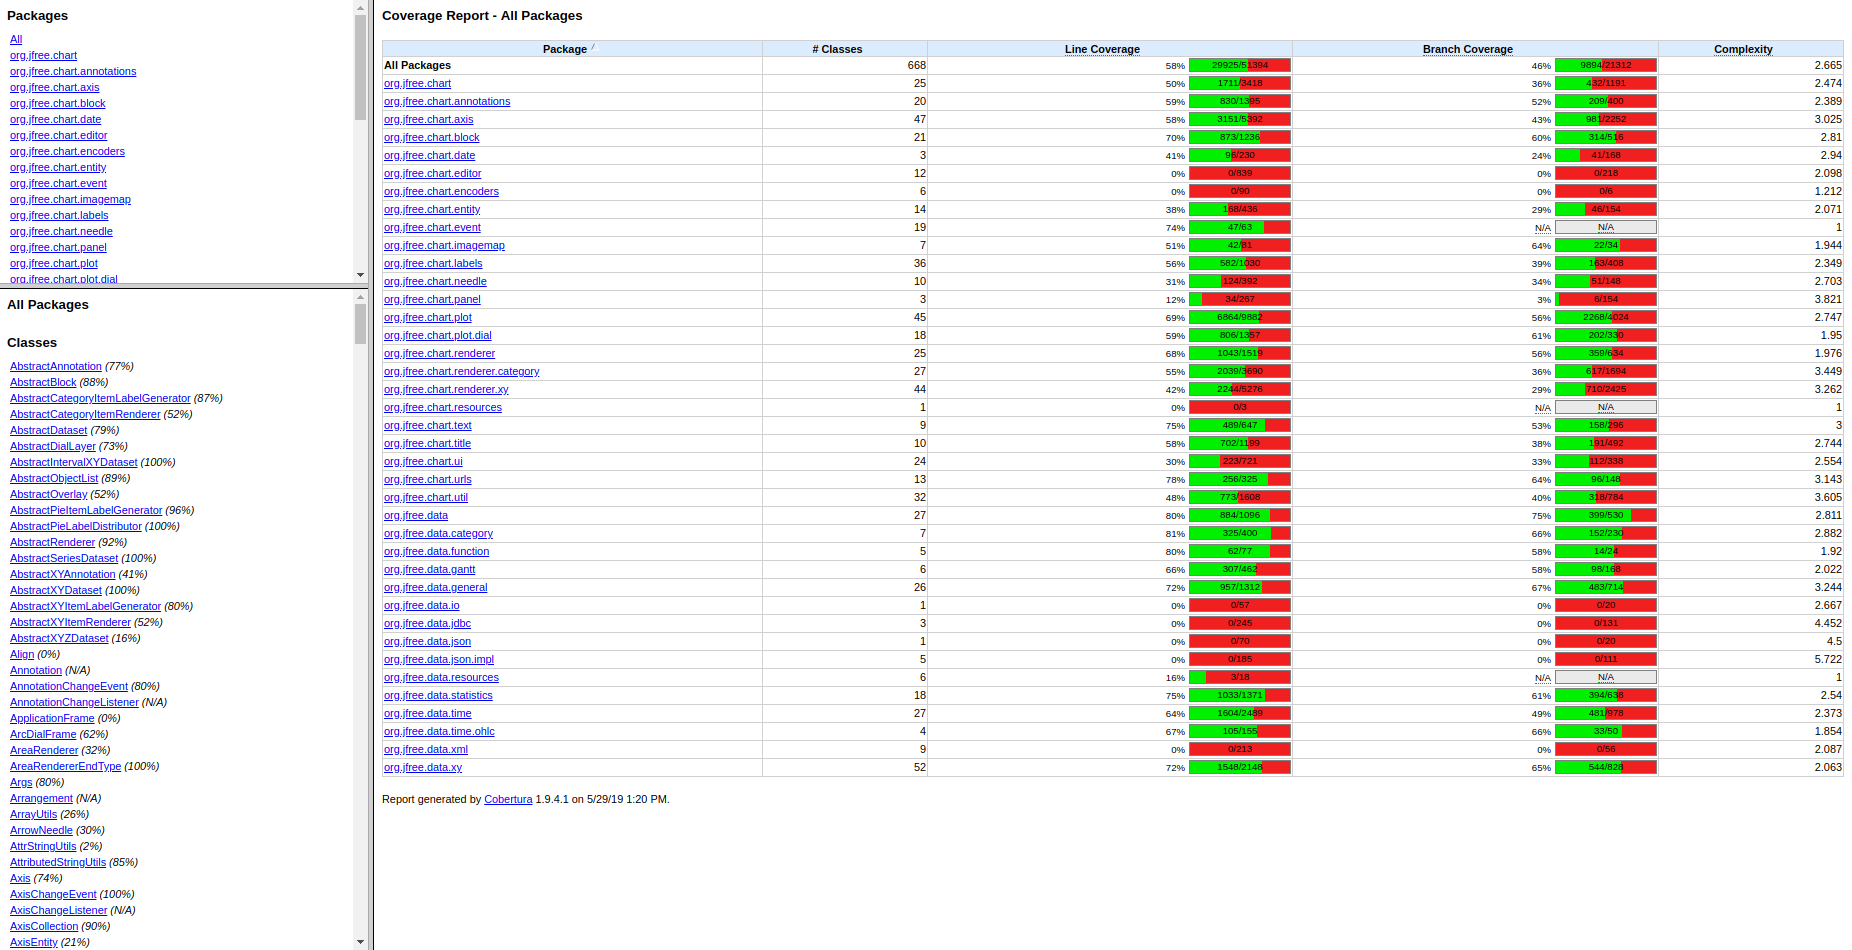 Packages
All
org.jfree.chart
org.jfree.chart.annotations
org.jfree.chart.axis
org.jfree.chart.block
org.jfree.chart.date
org.jfree.chart.editor
org.jfree.chart.encoders
org.jfree.chart.entity
org.jfree.chart.event
org.jfree.chart.imagemap
org.jfree.chart.labels
org.jfree.chart.needle
org.jfree.chart.panel
org.jfree.chart.plot
org.jfree.chart.plot.dial
All Packages
Classes
AbstractAnnotation (77%)
AbstractBlock (88%)
AbstractCategoryItemLabelGenerator (87%)
AbstractCategoryItemRenderer (52%)
AbstractDataset (79%)
AbstractDialLayer (73%)
AbstractIntervalXYDataset (100%)
AbstractObjectList (89%)
AbstractOverlay (52%)
AbstractPieItemLabelGenerator (96%)
AbstractPieLabelDistributor (100%)
AbstractRenderer (92%)
AbstractSeriesDataset (100%)
AbstractXYAnnotation (41%)
AbstractXYDataset (100%)
AbstractXYItemLabelGenerator (80%)
AbstractXYItemRenderer (52%)
AbstractXYZDataset (16%)
Align (0%)
Annotation (N/A)
AnnotationChangeEvent (80%)
AnnotationChangeListener (N/A)
ApplicationFrame (0%)
ArcDialFrame (62%)
AreaRenderer (32%)
AreaRendererEndType (100%)
Args (80%)
Arrangement (N/A)
ArrayUtils (26%)
ArrowNeedle (30%)
AttrStringUtils (2%)
AttributedStringUtils (85%)
Axis (74%)
AxisChangeEvent (100%)
AxisChangeListener (N/A)
AxisCollection (90%)
AxisEntity (21%)
Coverage Report - All Packages
Package # Classes Line Coverage Branch Coverage Complexity
All Packages 668 58% 29925/51394 46% 9894/21312 2.665
org.jfree.chart 25 50% 1711/3418 36% 432/1191 2.474
org.jfree.chart.annotations 20 59% 830/1395 52% 209/400 2.389
org.jfree.chart.axis 47 58% 3151/5392 43% 981/2252 3.025
org.jfree.chart.block 21 70% 873/1236 60% 314/516 2.81
org.jfree.chart.date 3 41% 96/230 24% 41/168 2.94
org.jfree.chart.editor 12 0% 0/839 0% 0/218 2.098
org.jfree.chart.encoders 6 0% 0/90 0% 0/6 1.212
org.jfree.chart.entity 14 38% 168/436 29% 46/154 2.071
org.jfree.chart.event 19 74% 47/63 N/A N/A 1
org.jfree.chart.imagemap 7 51% 42/81 64% 22/34 1.944
org.jfree.chart.labels 36 56% 582/1030 39% 163/408 2.349
org.jfree.chart.needle 10 31% 124/392 34% 51/148 2.703
org.jfree.chart.panel 3 12% 34/267 3% 6/154 3.821
org.jfree.chart.plot 45 69% 6864/9882 56% 2268/4024 2.747
org.jfree.chart.plot.dial 18 59% 806/1357 61% 202/330 1.95
org.jfree.chart.renderer 25 68% 1043/1519 56% 359/634 1.976
org.jfree.chart.renderer.category 27 55% 2039/3690 36% 617/1694 3.449
org.jfree.chart.renderer.xy 44 42% 2244/5276 29% 710/2425 3.262
org.jfree.chart.resources 1 0% 0/3 N/A N/A 1
org.jfree.chart.text 9 75% 489/647 53% 158/296 3
org.jfree.chart.title 10 58% 702/1199 38% 191/492 2.744
org.jfree.chart.ui 24 30% 223/721 33% 112/338 2.554
org.jfree.chart.urls 13 78% 256/325 64% 96/148 3.143
org.jfree.chart.util 32 48% 773/1608 40% 318/784 3.605
org.jfree.data 27 80% 884/1096 75% 399/530 2.811
org.jfree.data.category 7 81% 325/400 66% 152/230 2.882
org.jfree.data.function 5 80% 62/77 58% 14/24 1.92
org.jfree.data.gantt 6 66% 307/462 58% 98/168 2.022
org.jfree.data.general 26 72% 957/1312 67% 483/714 3.244
org.jfree.data.io 1 0% 0/57 0% 0/20 2.667
org.jfree.data.jdbc 3 0% 0/245 0% 0/131 4.452
org.jfree.data.json 1 0% 0/70 0% 0/20 4.5
org.jfree.data.json.impl 5 0% 0/185 0% 0/111 5.722
org.jfree.data.resources 6 16% 3/18 N/A N/A 1
org.jfree.data.statistics 18 75% 1033/1371 61% 394/638 2.54
org.jfree.data.time 27 64% 1604/2489 49% 481/978 2.373
org.jfree.data.time.ohlc 4 67% 105/155 66% 33/50 1.854
org.jfree.data.xml 9 0% 0/213 0% 0/56 2.087
org.jfree.data.xy 52 72% 1548/2148 65% 544/828 2.063
Report generated by Cobertura 1.9.4.1 on 5/29/19 1:20 PM.